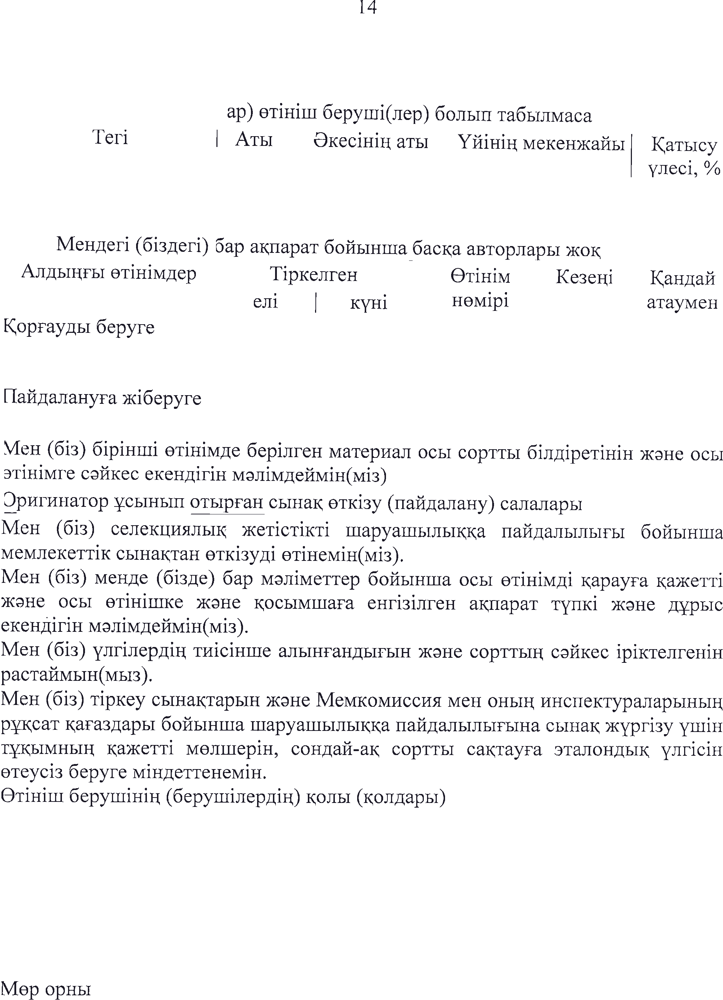 14
ар) өтініш беруші(лер) болып табылмаса
Тегі | Аты Әкесінің аты Үйінің мекенжайы | Қатысу
үлесі, %
Мендегі (біздегі) бар ақпарат бойынша басқа авторлары жоқ
Алдыңғы өтінімдер Тіркелген Өтінім Кезеңі Қандай
елі | күні нөмірі атаумен
Қорғауды беруге
Пайдалануға жіберуге
Мен (біз) бірінші өтінімде берілген материал осы сортты білдіретінін және осы
өтінімге сәйкес екендігін мәлімдеймін(міз)
Оригинатор ұсынып отырған сынақ өткізу (пайдалану) салалары
Мен (біз) селекциялық жетістікті шаруашылыққа пайдалылығы бойынша
мемлекеттік сынақтан өткізуді өтінемін(міз).
Мен (біз) менде (бізде) бар мәліметтер бойынша осы өтінімді қарауға қажетті
және осы өтінішке және қосымшаға енгізілген ақпарат түпкі және дұрыс
екендігін мәлімдеймін(міз).
Мен (біз) үлгілердің тиісінше алынғандығын және сорттың сәйкес іріктелгенін
растаймын(мыз).
Мен (біз) тіркеу сынақтарын және Мемкомиссия мен оның инспектураларының
рұқсат қағаздары бойынша шаруашылыққа пайдалылығына сынақ жүргізу үшін
тұқымның қажетті мөлшерін, сондай-ақ сортты сақтауға эталондық үлгісін
өтеусіз беруге міндеттенемін.
Өтініш берушінің (берушілердің) қолы (қолдары)
Мөр орны